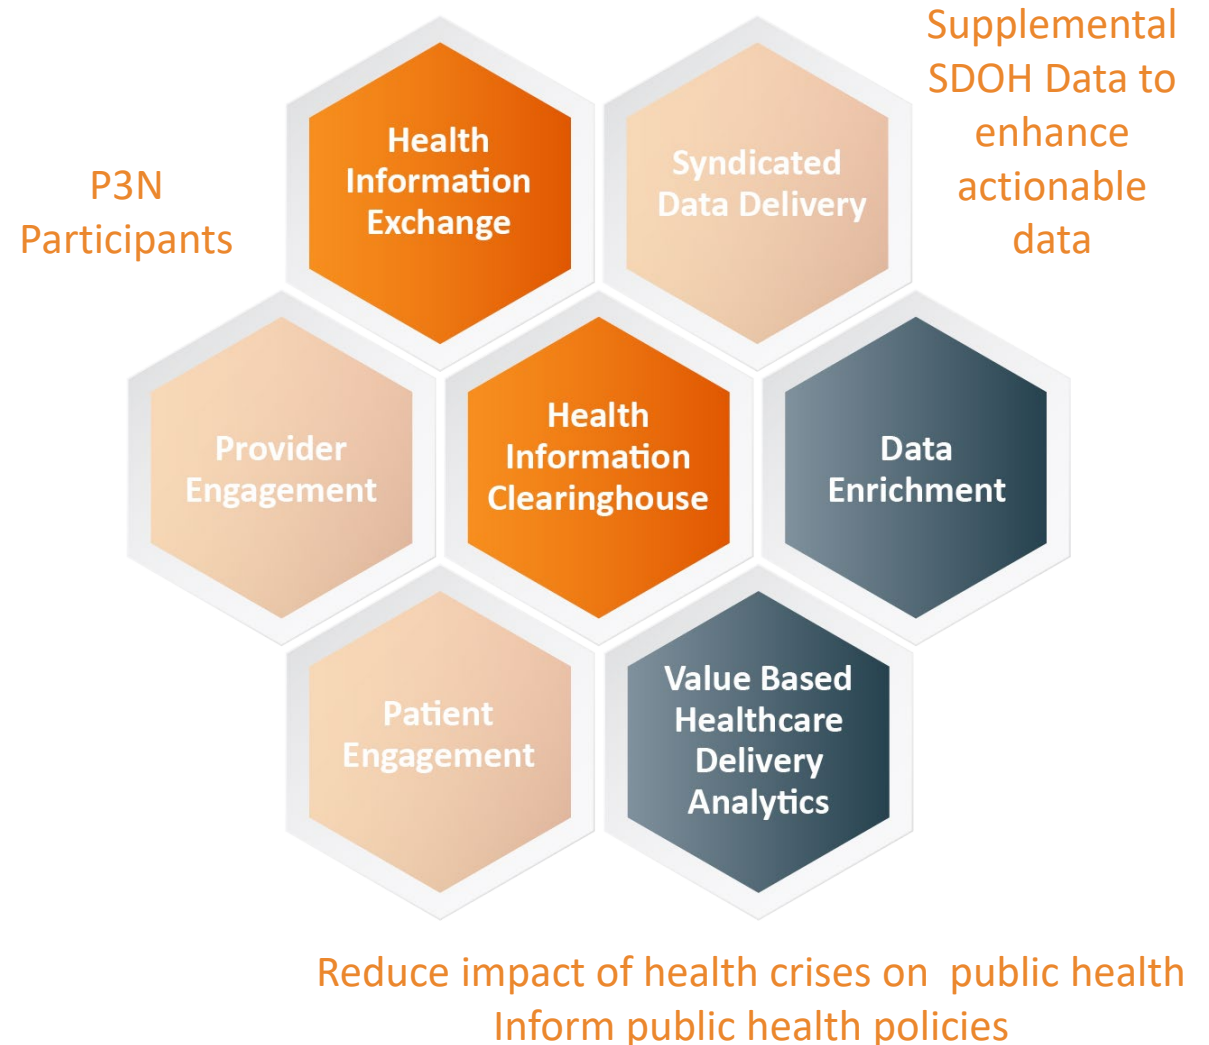 Supplemental
SDOH Data to
enhance
actionable
data
P3N
Participants
Health
Information
Exchange
Syndicated
Data Delivery
Provider
Engagement
Health
Information
Clearinghouse
Data
Enrichment
Patient
Engagement
Value Based
Healthcare
Delivery
Analytics
Reduce impact of health crises on  public health
Inform public health policies